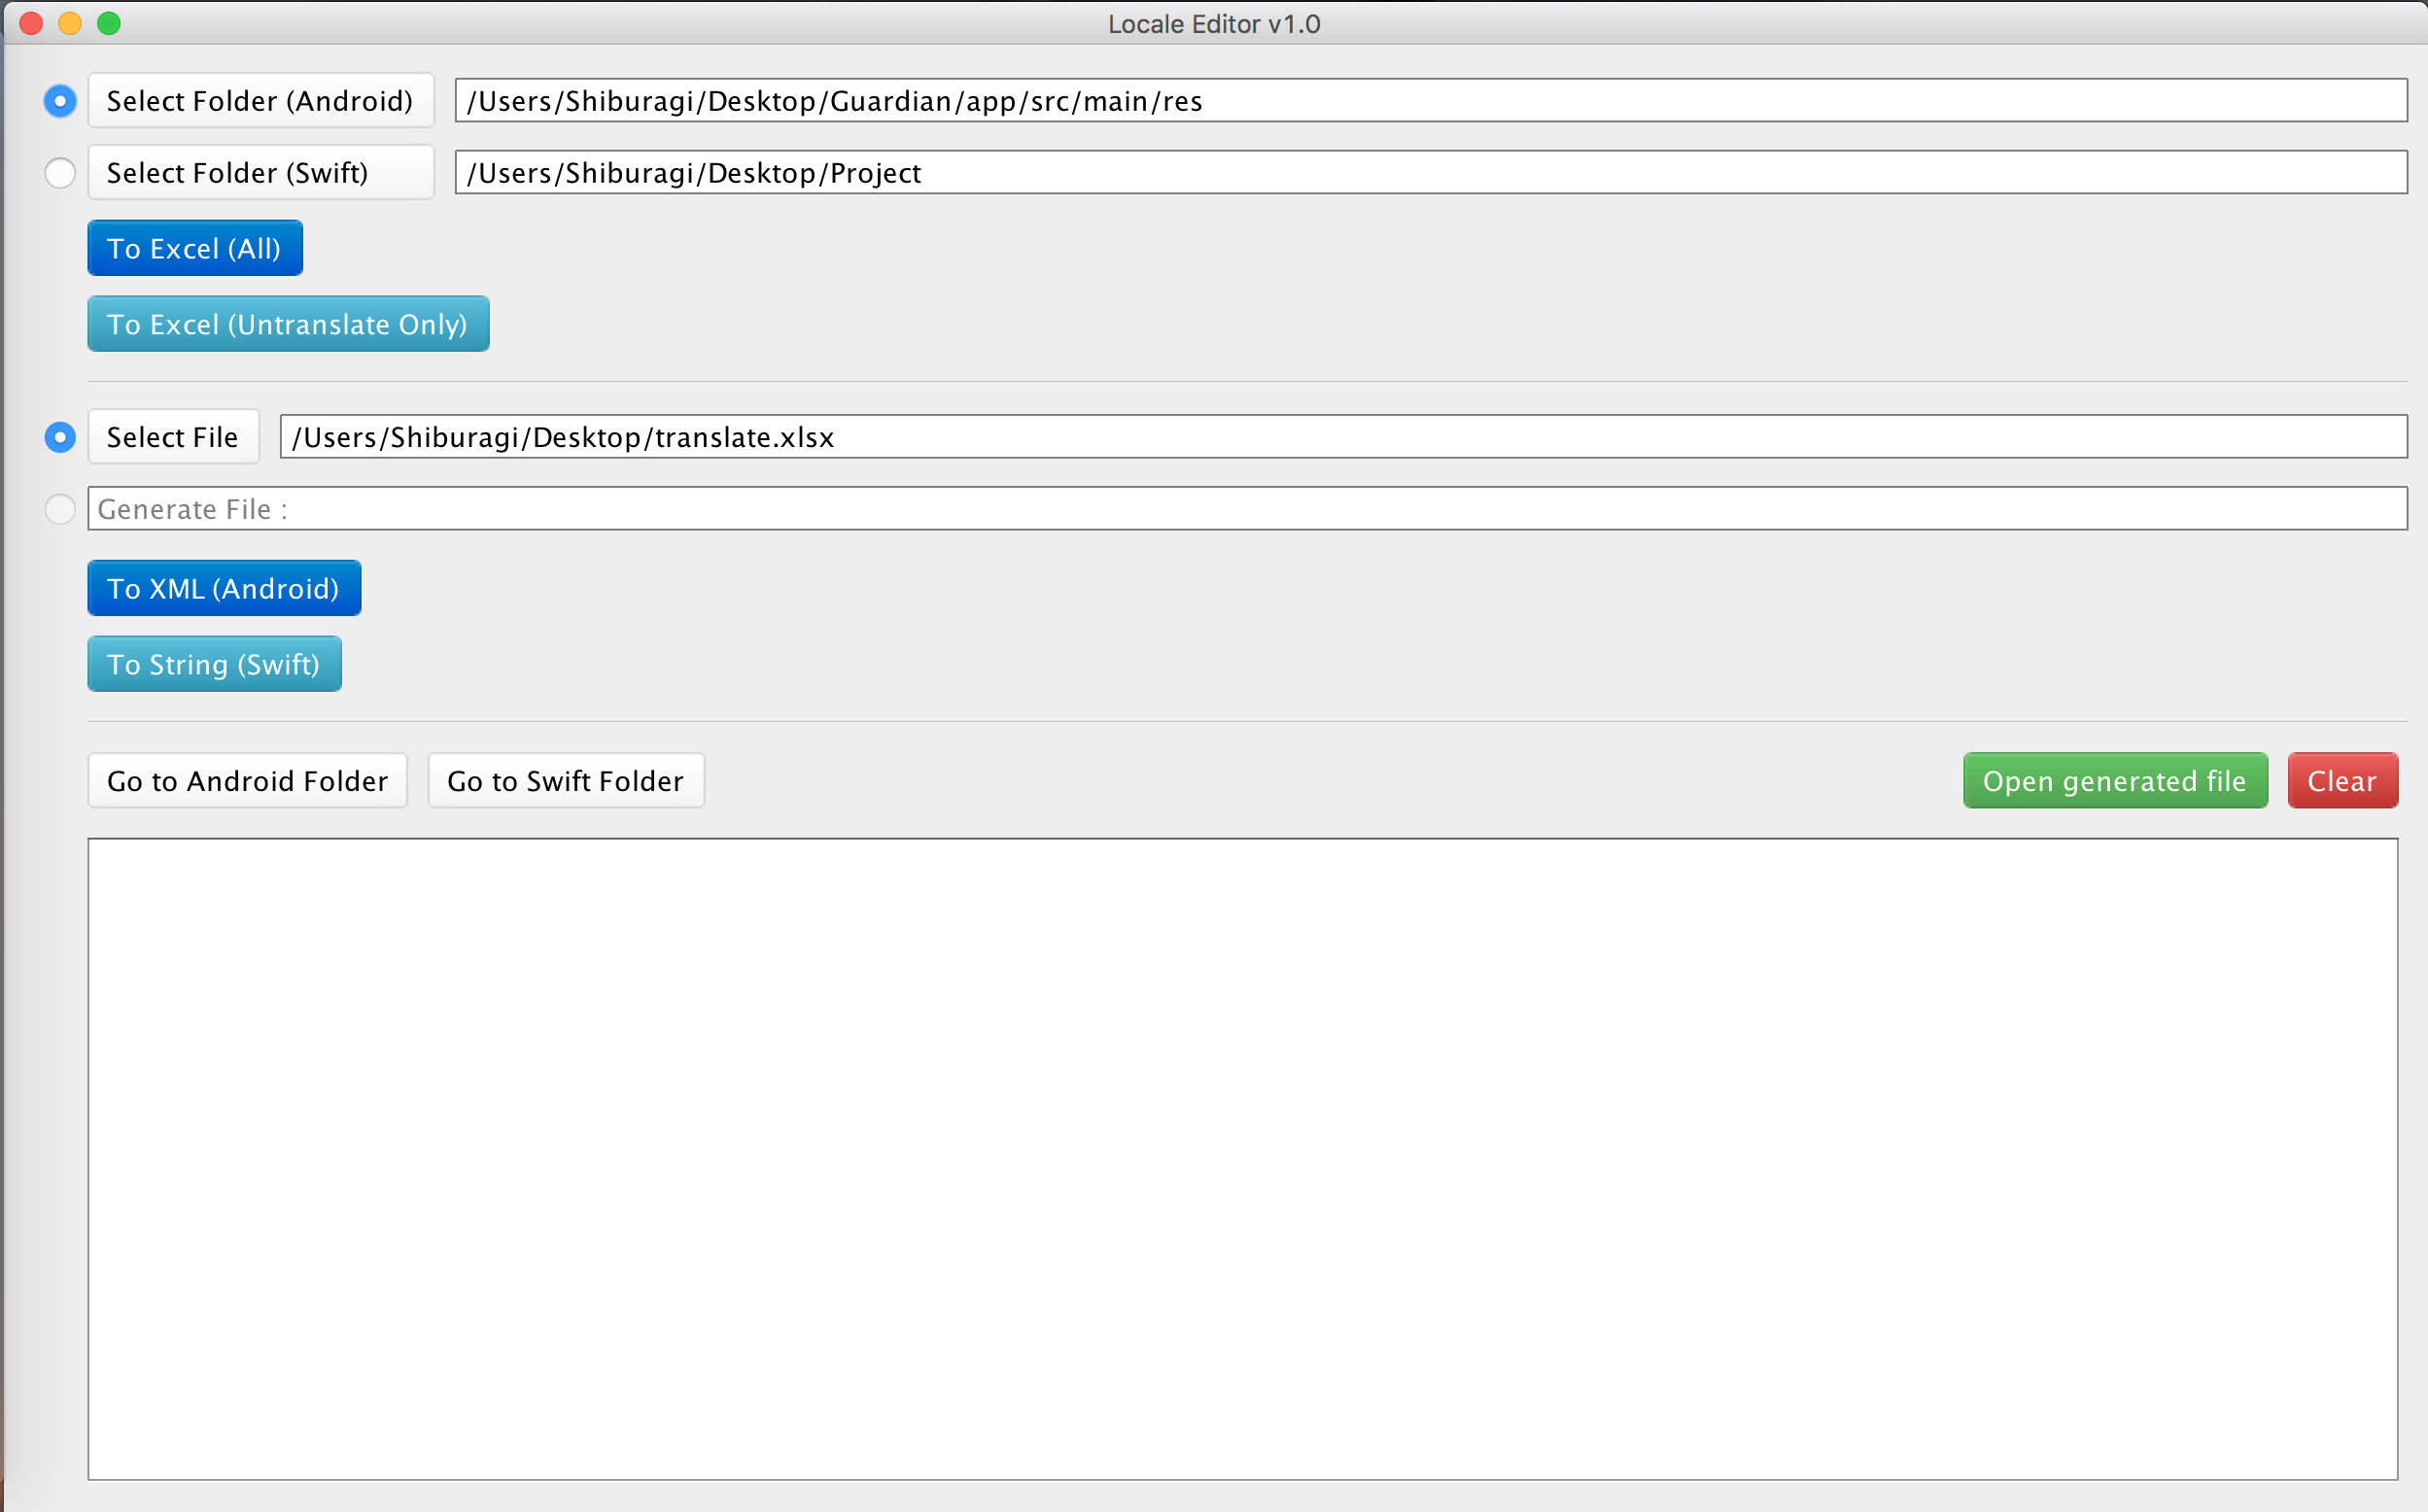 Locale Editor v1.0
Select Folder (Android) /Users/Shiburagi/Desktop/Guardian/app/src/main/res
Select Folder (Swift) /Users/Shiburagi/Desktop/Project
To Excel (All)
To Excel (Untranslate Only)
Select File /Users/Shiburagi/Desktop/translate.xlsx
Generate File :
To XML (Android)
To String (Swift)
Go to Android Folder Go to Swift Folder Open generated file Clear